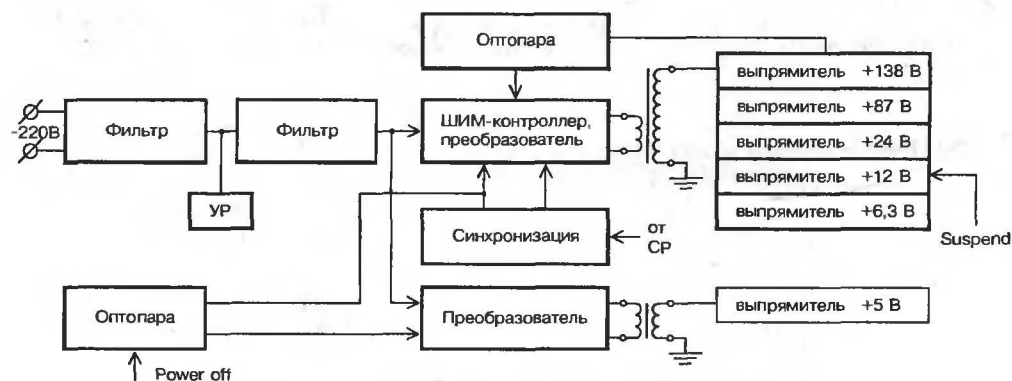 Оптопара
выпрямитель +138 В
выпрямитель +87 В
выпрямитель +24 В
выпрямитель +12 В
выпрямитель +6,3 В
-220В
Фильтр
Фильтр
ШИМ-контроллер,
преобразователь
УР
Синхронизация
от
СР
Suspend
Оптопара
Преобразователь
выпрямитель +5 В
Power off